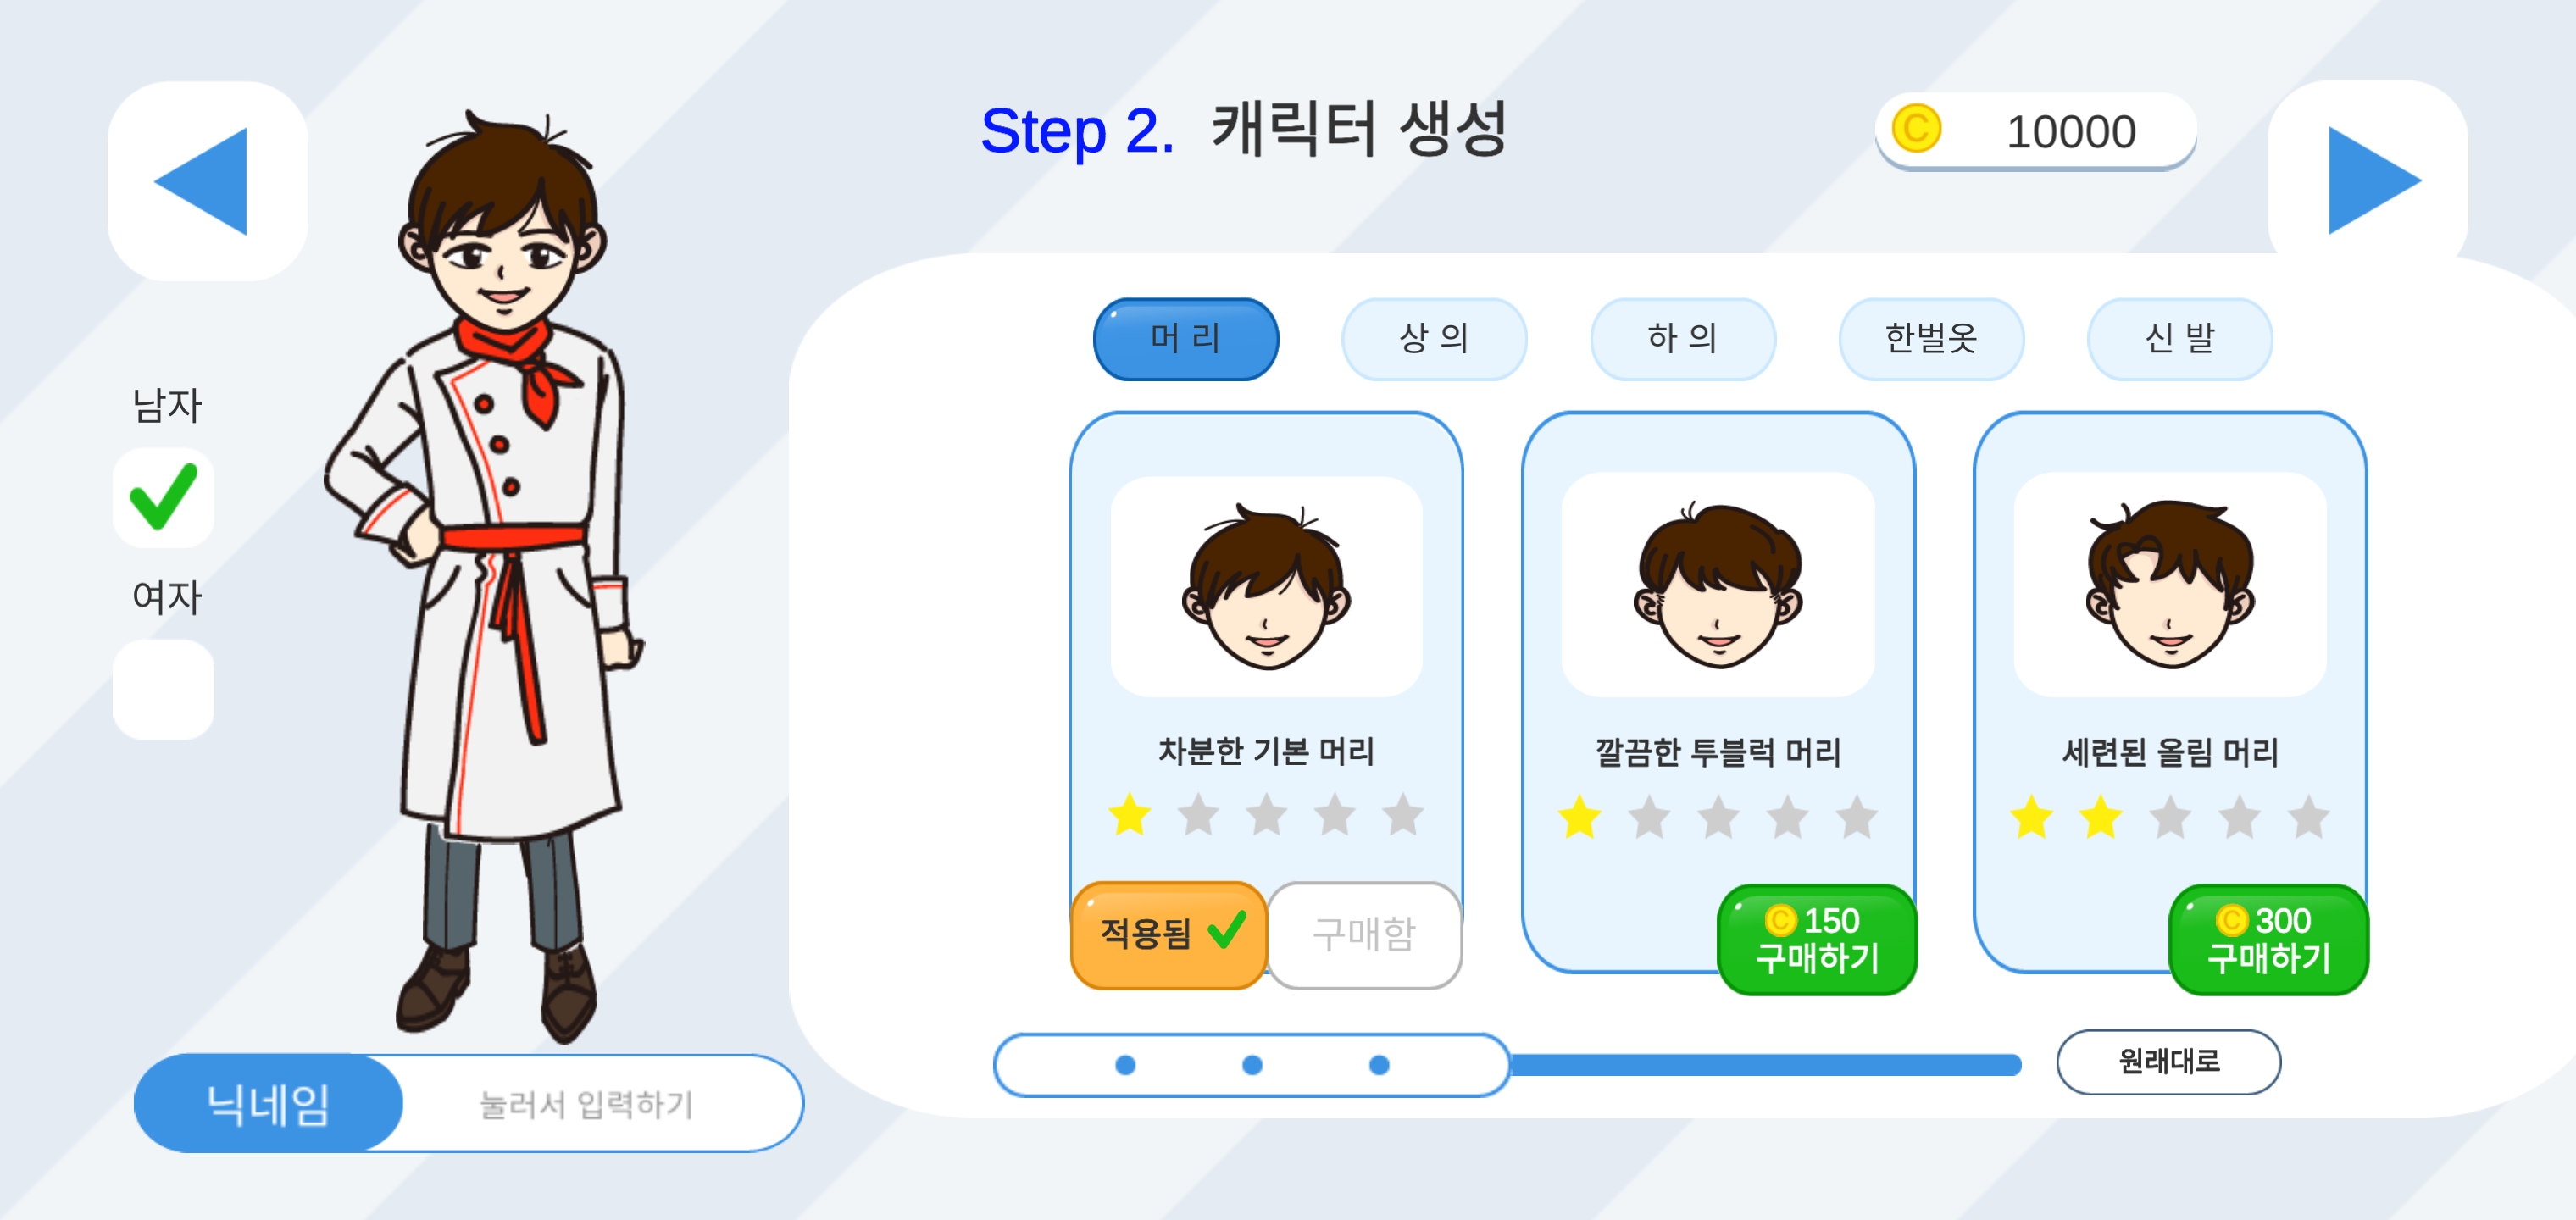 Step 2. 캐릭터 생성
C 10000
남자
여자
머 리
상 의
하 의
한벌옷
신 발
차분한 기본 머리
적용됨
구매함
깔끔한 투블럭 머리
C 150
구매하기
세련된 올림 머리
C 300
구매하기
닉네임
눌러서 입력하기
원래대로